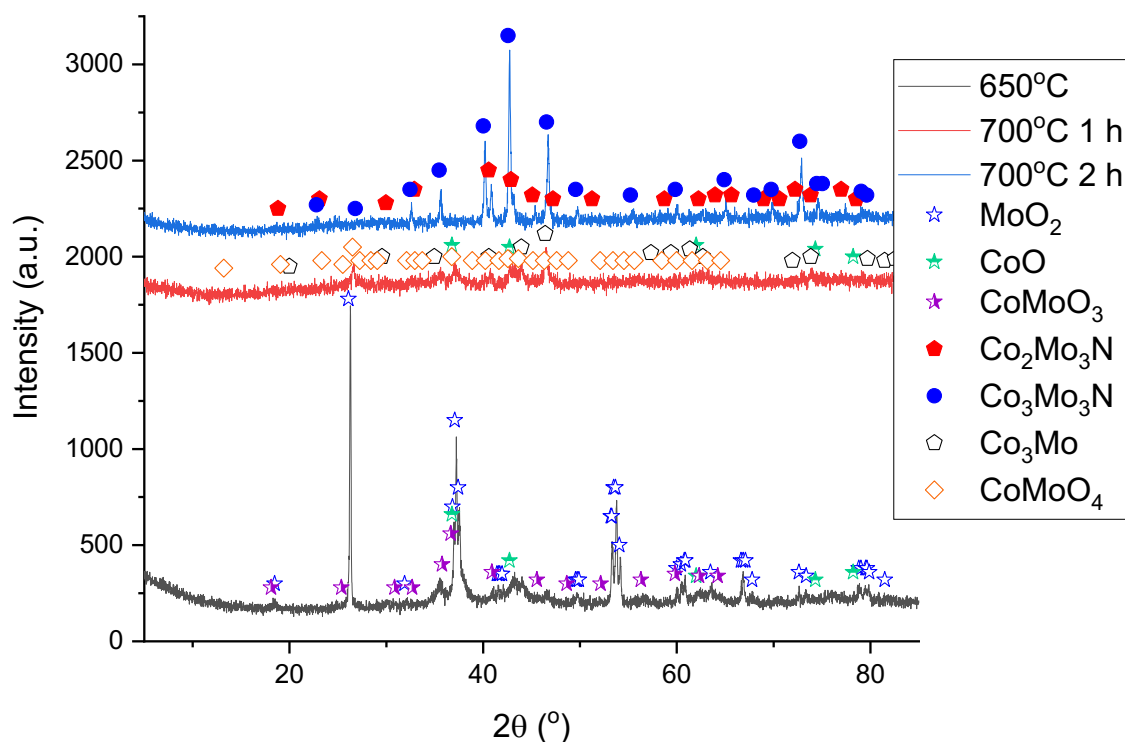 Intensity (a.u.)
3000
2500
2000
1500
1000
500
0
20
40
60
80
2θ (°)
650°C
700°C 1 h
700°C 2 h
MoO₂
CoO
CoMoO₃
Co₂Mo₃N
Co₃Mo₃N
Co₃Mo
CoMoO₄